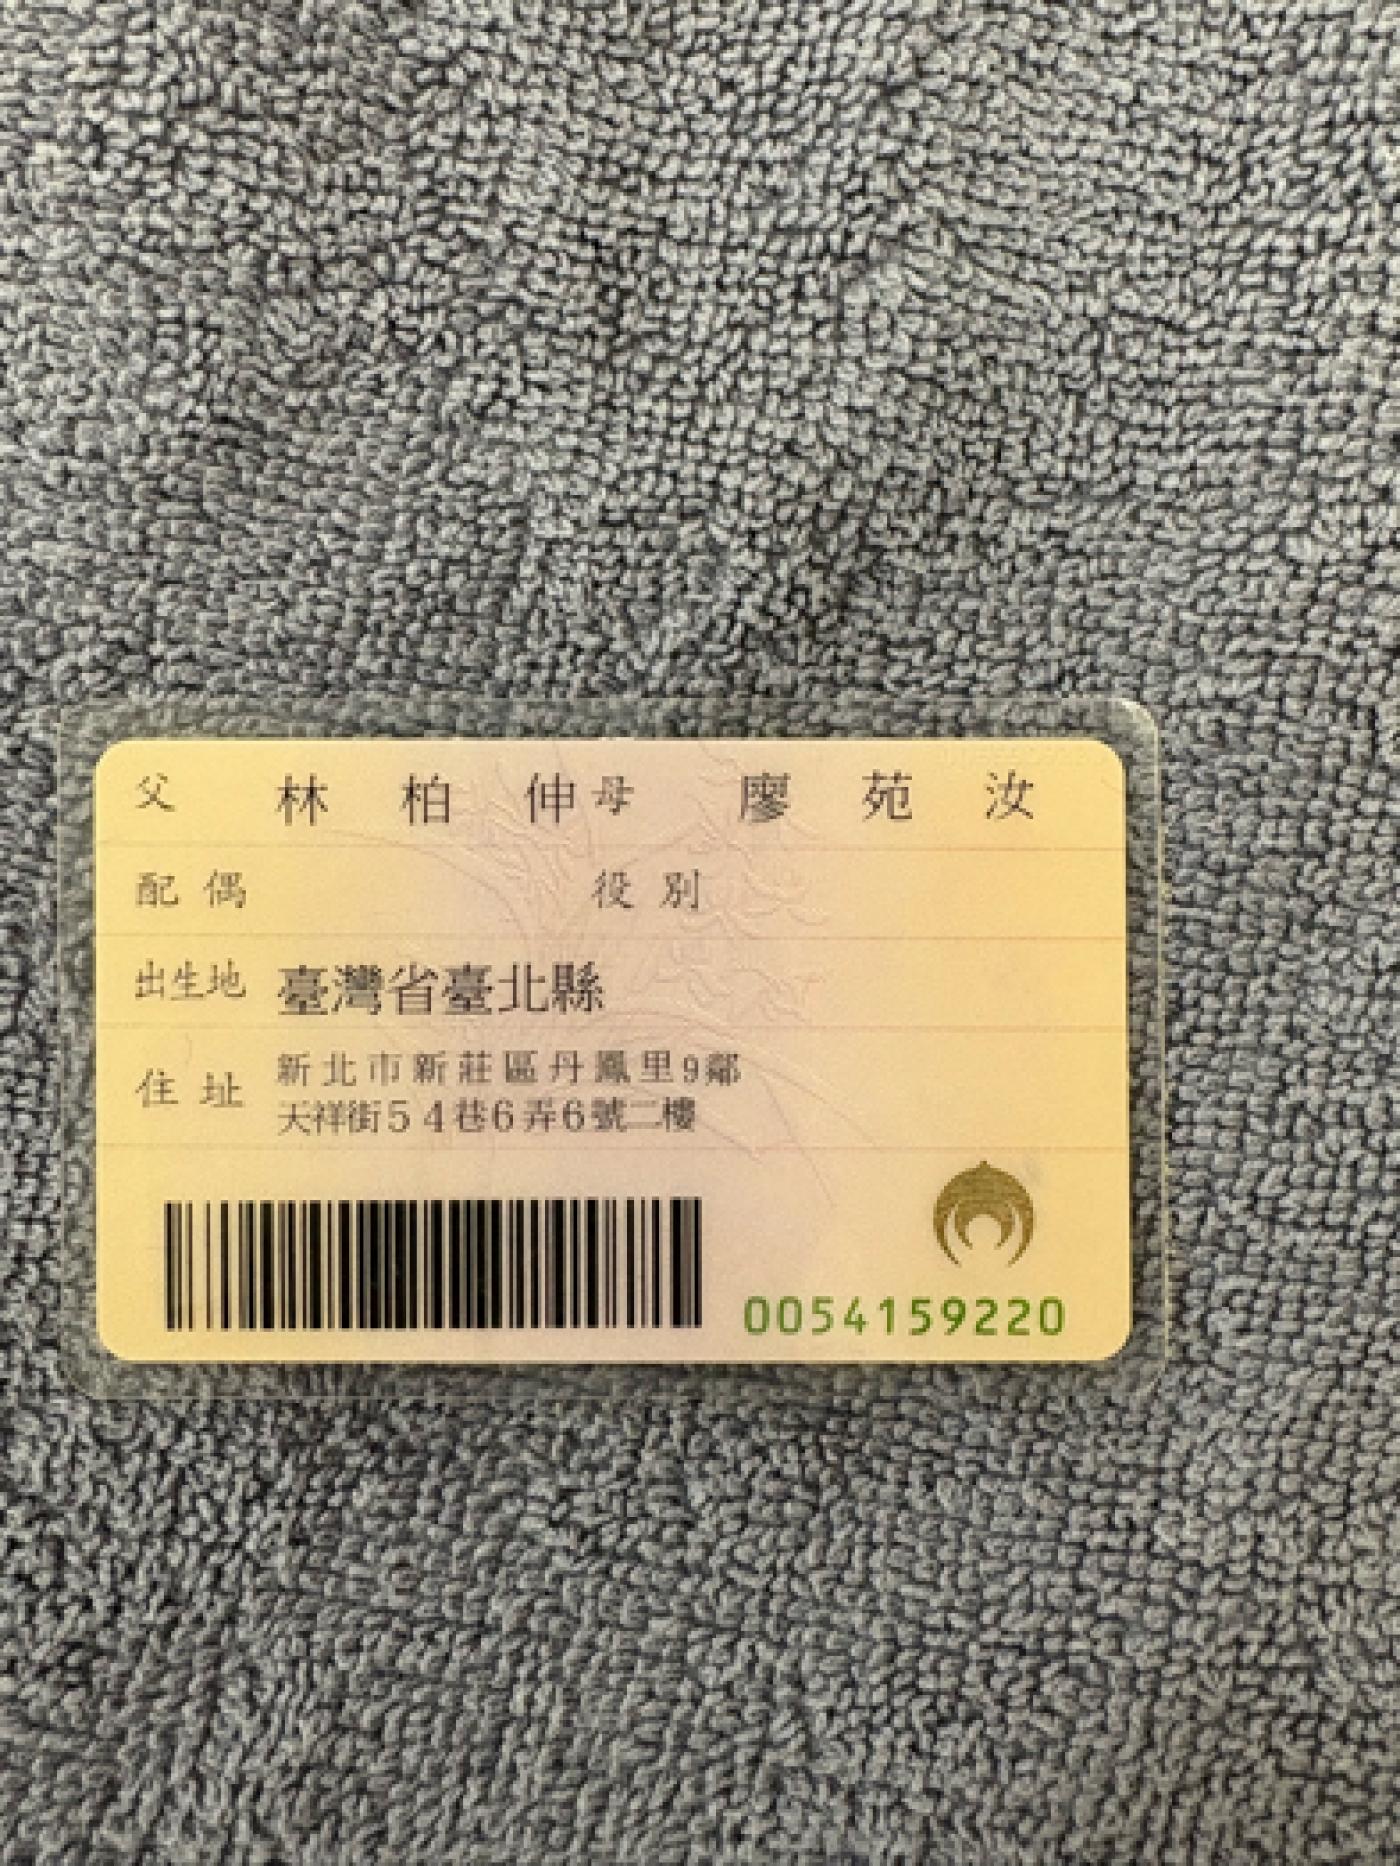 父 林柏伸 母 廖苑汝
配偶 役別
出生地 臺灣省臺北縣
住址 新北市新莊區丹鳳里9鄰
天祥街54巷6弄6號二樓
0054159220